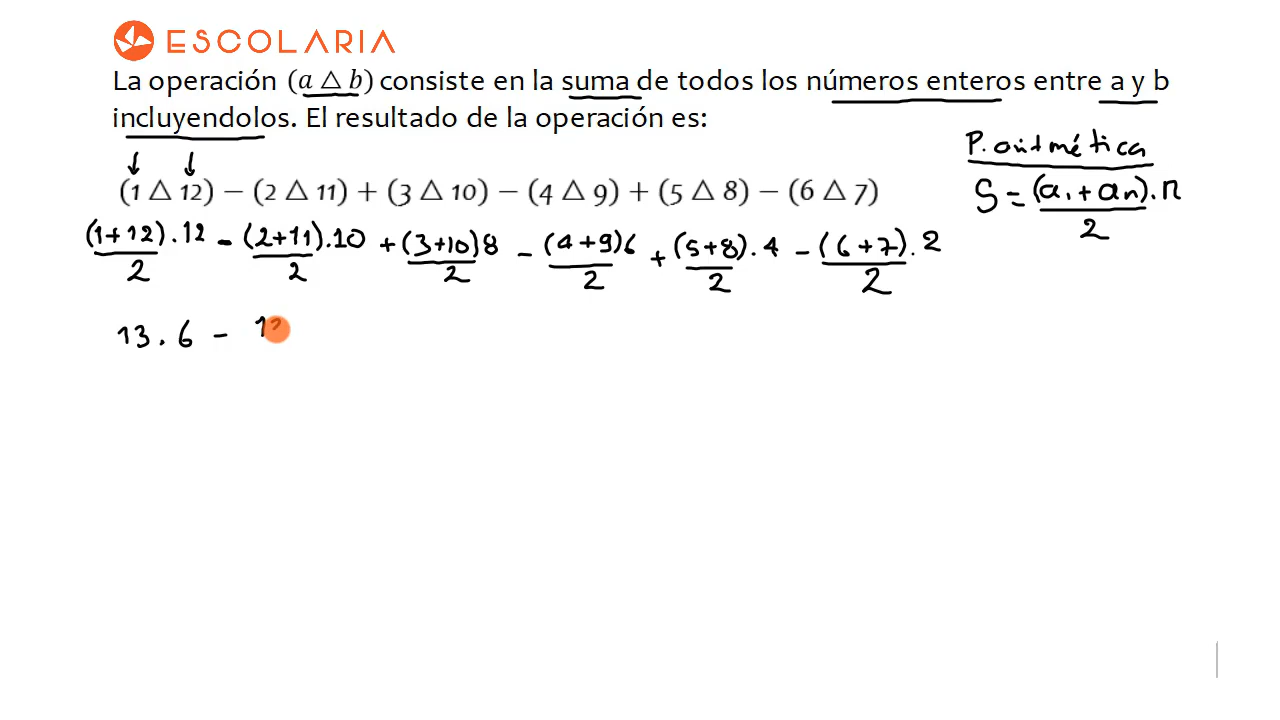 ESCOLARIA
La operación (a △ b) consiste en la suma de todos los números enteros entre a y b
incluyendolos. El resultado de la operación es:
P. aritmética
(1 △ 12) − (2 △ 11) + (3 △ 10) − (4 △ 9) + (5 △ 8) − (6 △ 7)
S = (a₁ + aₙ) . n / 2
(1+12) . 12 / 2 - (2+11) . 10 / 2 + (3+10) 8 / 2 - (4+9) 6 / 2 + (5+8) . 4 / 2 - (6+7) . 2 / 2
13 . 6 -